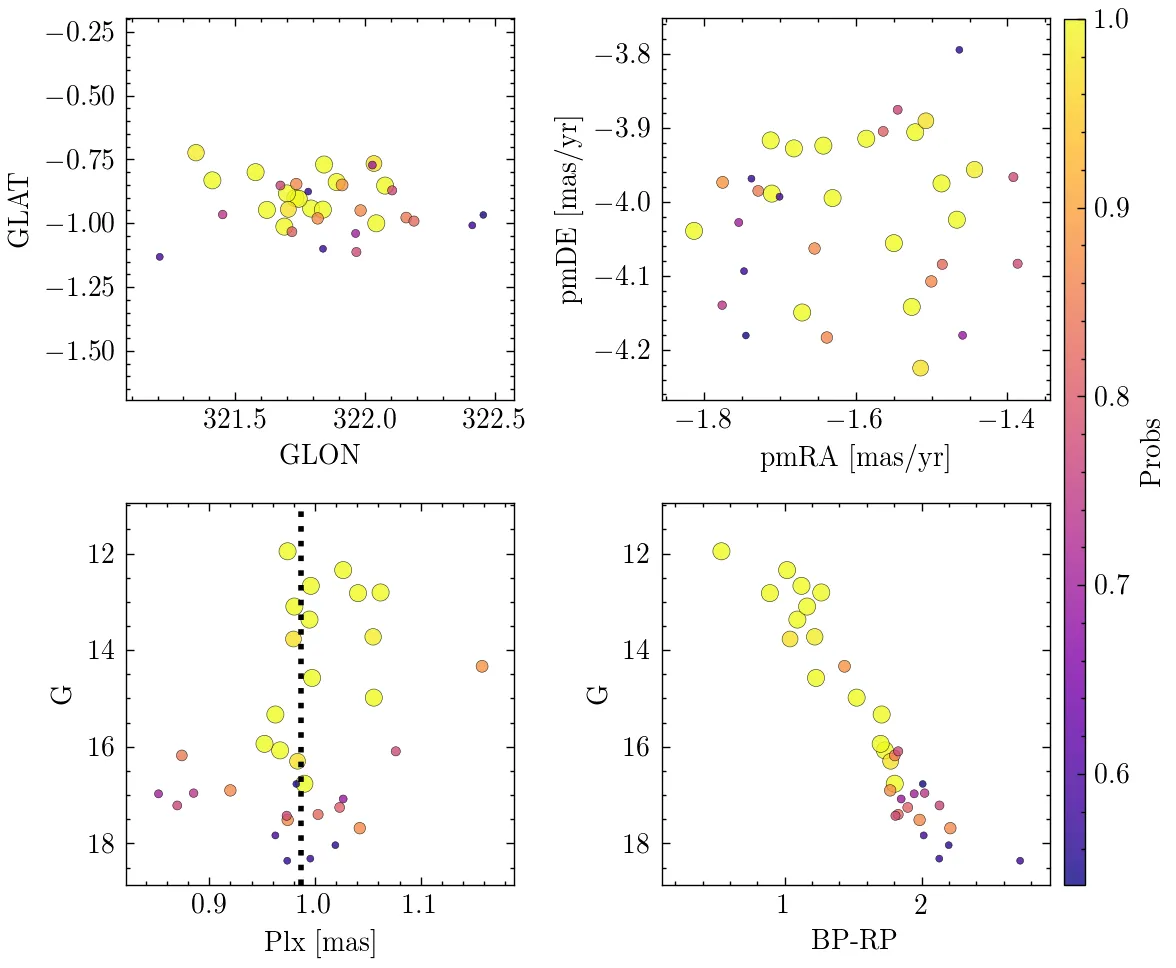 −0.25
−0.50
−0.75
−1.00
−1.25
−1.50
GLAT
321.5 322.0 322.5
GLON
−3.8
−3.9
−4.0
−4.1
−4.2
pmDE [mas/yr]
−1.8 −1.6 −1.4
pmRA [mas/yr]
1.0
0.9
0.8
0.7
0.6
Probs
12
14
16
18
G
0.9 1.0 1.1
Plx [mas]
12
14
16
18
G
1 2
BP-RP